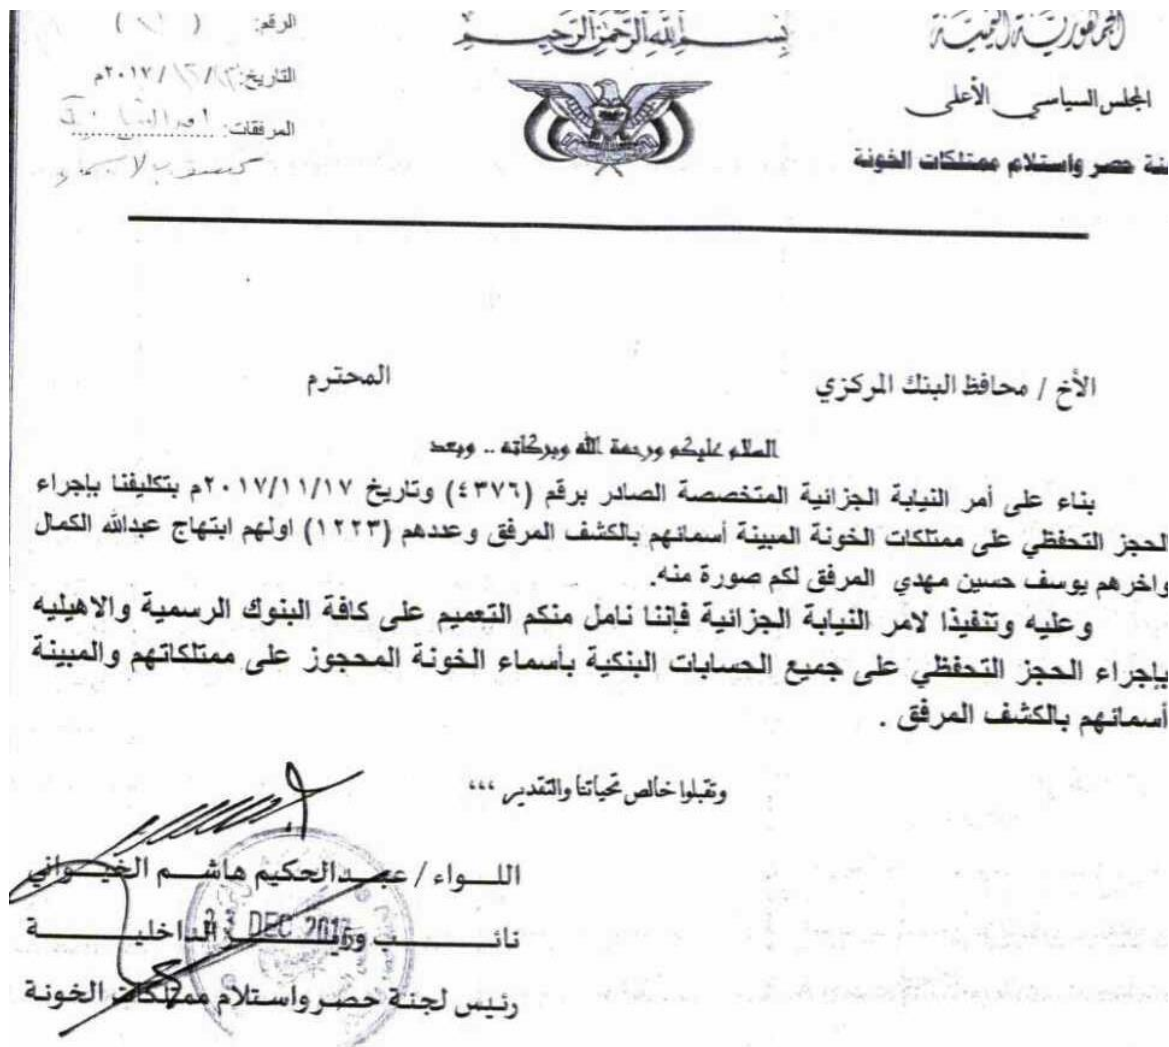 الجمهورية اليمنية
المجلس السياسي الأعلى
نة حصر واستلام ممتلكات الخونة
بسم الله الرحمن الرحيم
الرقم: ( )
التاريخ: / /٢٠١٧م
المرفقات:
الأخ / محافظ البنك المركزي المحترم
السلام عليكم ورحمة الله وبركاته .. وبعد
بناء على أمر النيابة الجزائية المتخصصة الصادر برقم (٤٣٧٦) وتاريخ ٢٠١٧/١١/١٧م بتكليفنا بإجراء
الحجز التحفظي على ممتلكات الخونة المبينة أسمائهم بالكشف المرفق وعددهم (١٢٢٣) اولهم ابتهاج عبدالله الكمال
واخرهم يوسف حسين مهدي المرفق لكم صورة منه.
وعليه وتنفيذا لامر النيابة الجزائية فإننا نامل منكم التعميم على كافة البنوك الرسمية والاهيليه
بإجراء الحجز التحفظي على جميع الحسابات البنكية بأسماء الخونة المحجوز على ممتلكاتهم والمبينة
أسمائهم بالكشف المرفق .
وتقبلوا خالص تحياتنا والتقدير ،،،
اللواء / عبدالحكيم هاشم الخيواني
نائب وزير الداخلية
رئيس لجنة حصر واستلام ممتلكات الخونة
DEC